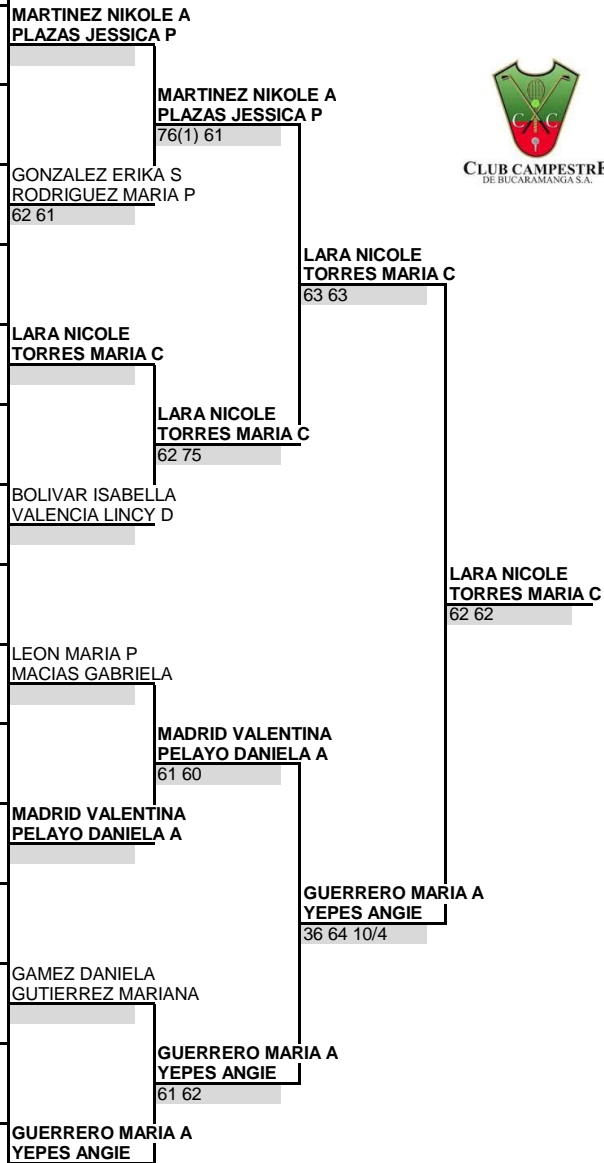 MARTINEZ NIKOLE A
PLAZAS JESSICA P
MARTINEZ NIKOLE A
PLAZAS JESSICA P
76(1) 61
C C
CLUB CAMPESTRE
DE BUCARAMANGA S.A.
GONZALEZ ERIKA S
RODRIGUEZ MARIA P
62 61
LARA NICOLE
TORRES MARIA C
63 63
LARA NICOLE
TORRES MARIA C
LARA NICOLE
TORRES MARIA C
62 75
BOLIVAR ISABELLA
VALENCIA LINCY D
LARA NICOLE
TORRES MARIA C
62 62
LEON MARIA P
MACIAS GABRIELA
MADRID VALENTINA
PELAYO DANIELA A
61 60
MADRID VALENTINA
PELAYO DANIELA A
GUERRERO MARIA A
YEPES ANGIE
36 64 10/4
GAMEZ DANIELA
GUTIERREZ MARIANA
GUERRERO MARIA A
YEPES ANGIE
61 62
GUERRERO MARIA A
YEPES ANGIE